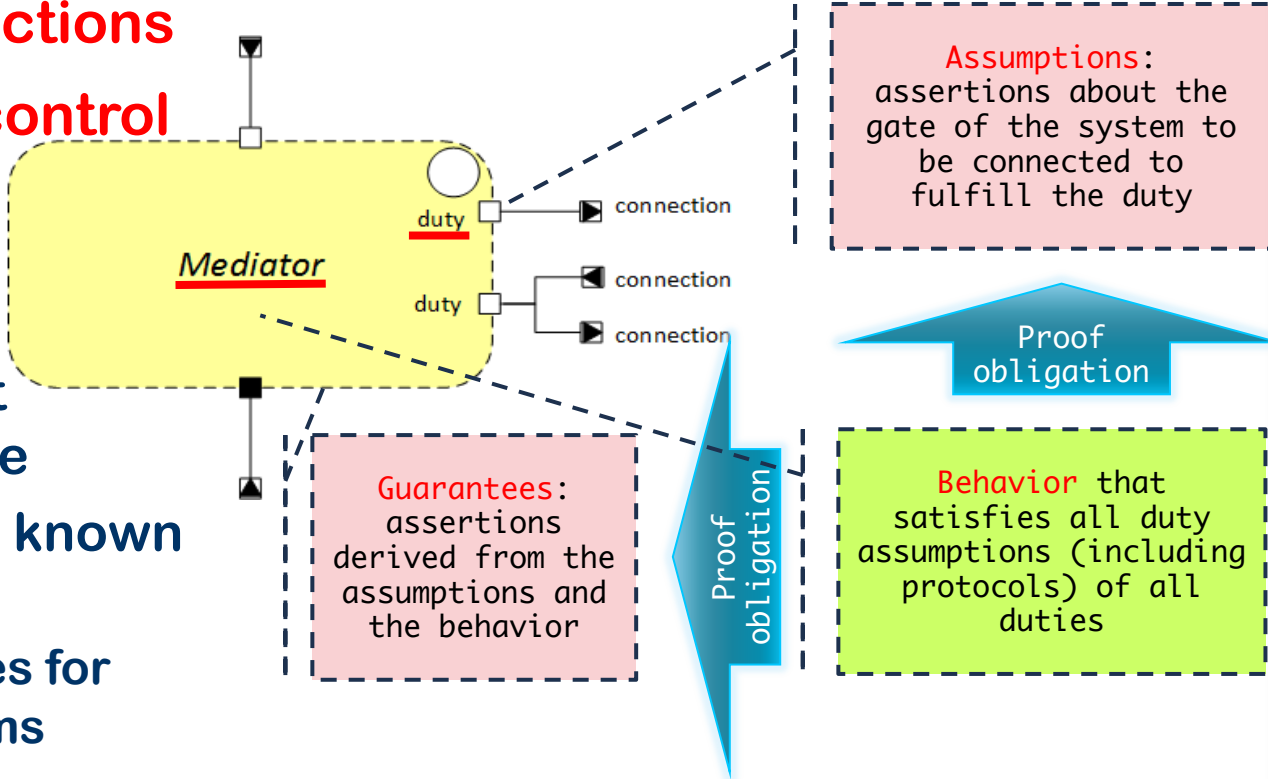 ctions
control
t
e
known
es for
ms
Mediator
duty
duty
connection
connection
connection
Assumptions:
assertions about the
gate of the system to
be connected to
fulfill the duty
Proof
obligation
Guarantees:
assertions
derived from the
assumptions and
the behavior
Proof
obligation
Behavior that
satisfies all duty
assumptions (including
protocols) of all
duties